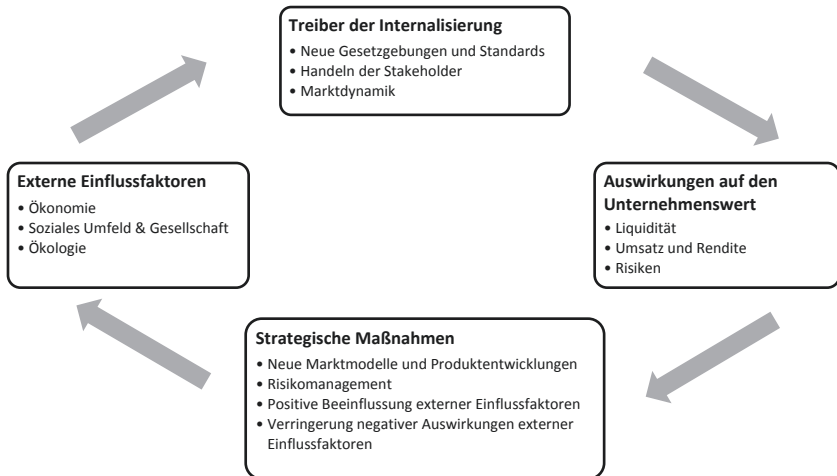 Treiber der Internalisierung
• Neue Gesetzgebungen und Standards
• Handeln der Stakeholder
• Marktdynamik
Externe Einflussfaktoren
• Ökonomie
• Soziales Umfeld & Gesellschaft
• Ökologie
Auswirkungen auf den
Unternehmenswert
• Liquidität
• Umsatz und Rendite
• Risiken
Strategische Maßnahmen
• Neue Marktmodelle und Produktentwicklungen
• Risikomanagement
• Positive Beeinflussung externer Einflussfaktoren
• Verringerung negativer Auswirkungen externer
Einflussfaktoren